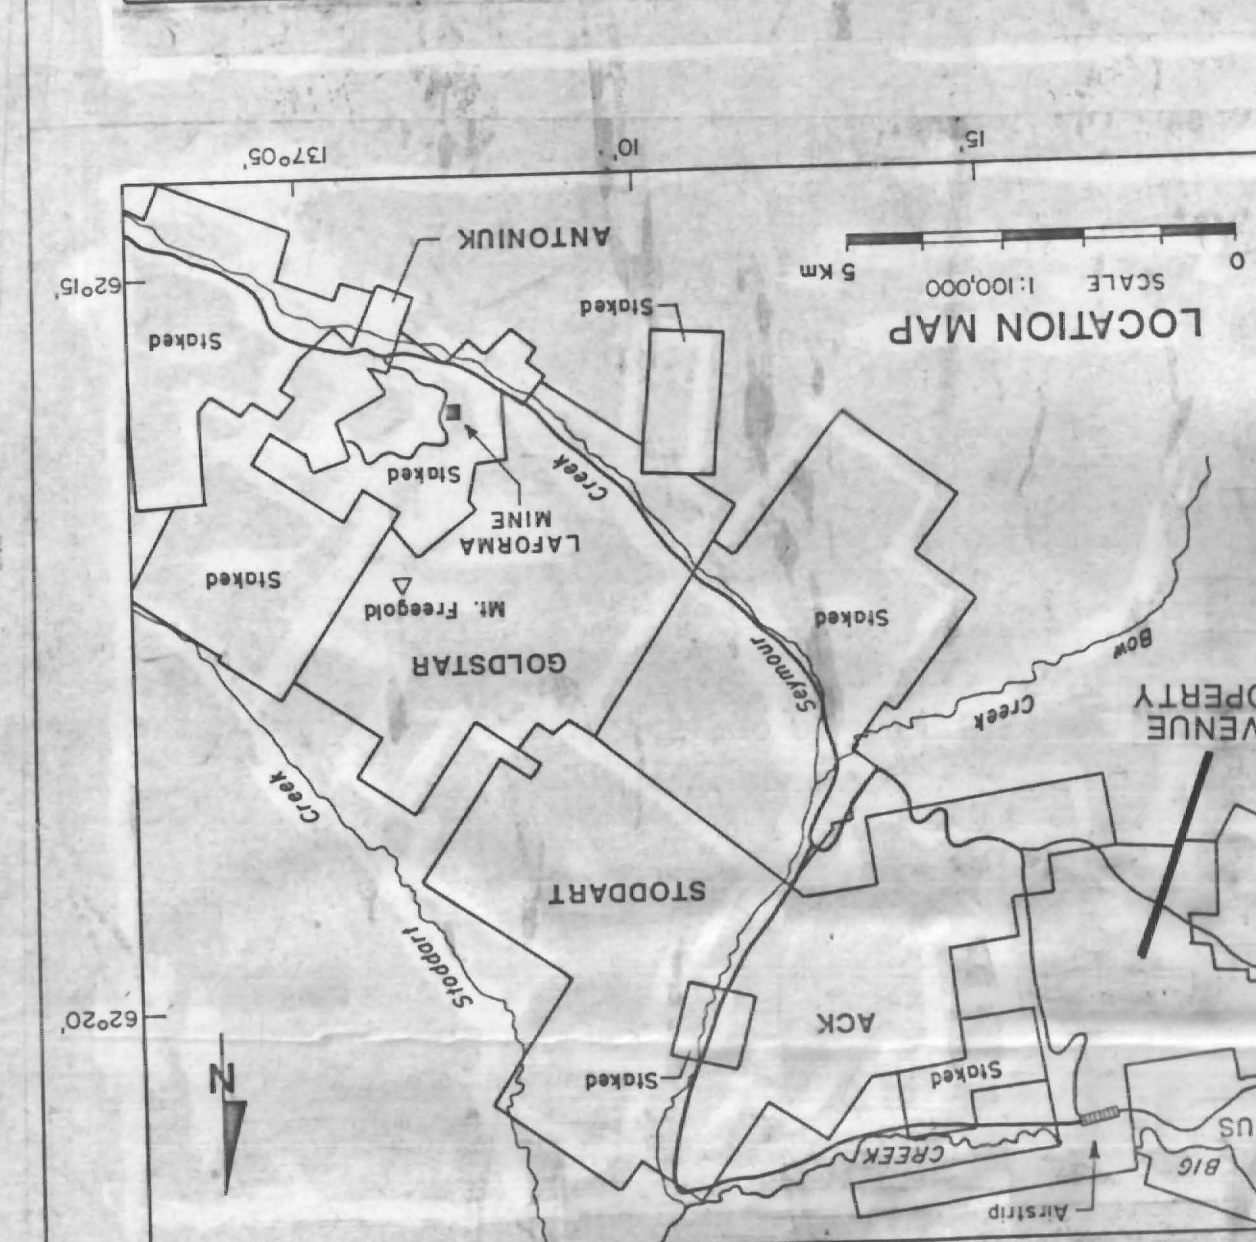 Airstrip
BIG
CREEK
US
Staked
Staked
N
62°20'
ACK
Stoddart
Creek
STODDART
VENUE
OPERTY
Creek
Bow
Seymour
Creek
GOLDSTAR
Staked
Mt. Freegold
Staked
LAFORMA
MINE
Staked
Staked
LOCATION MAP
SCALE 1:100,000
0
5 Km
Staked
62°15'
ANTONIUK
15'
10'
137°05'